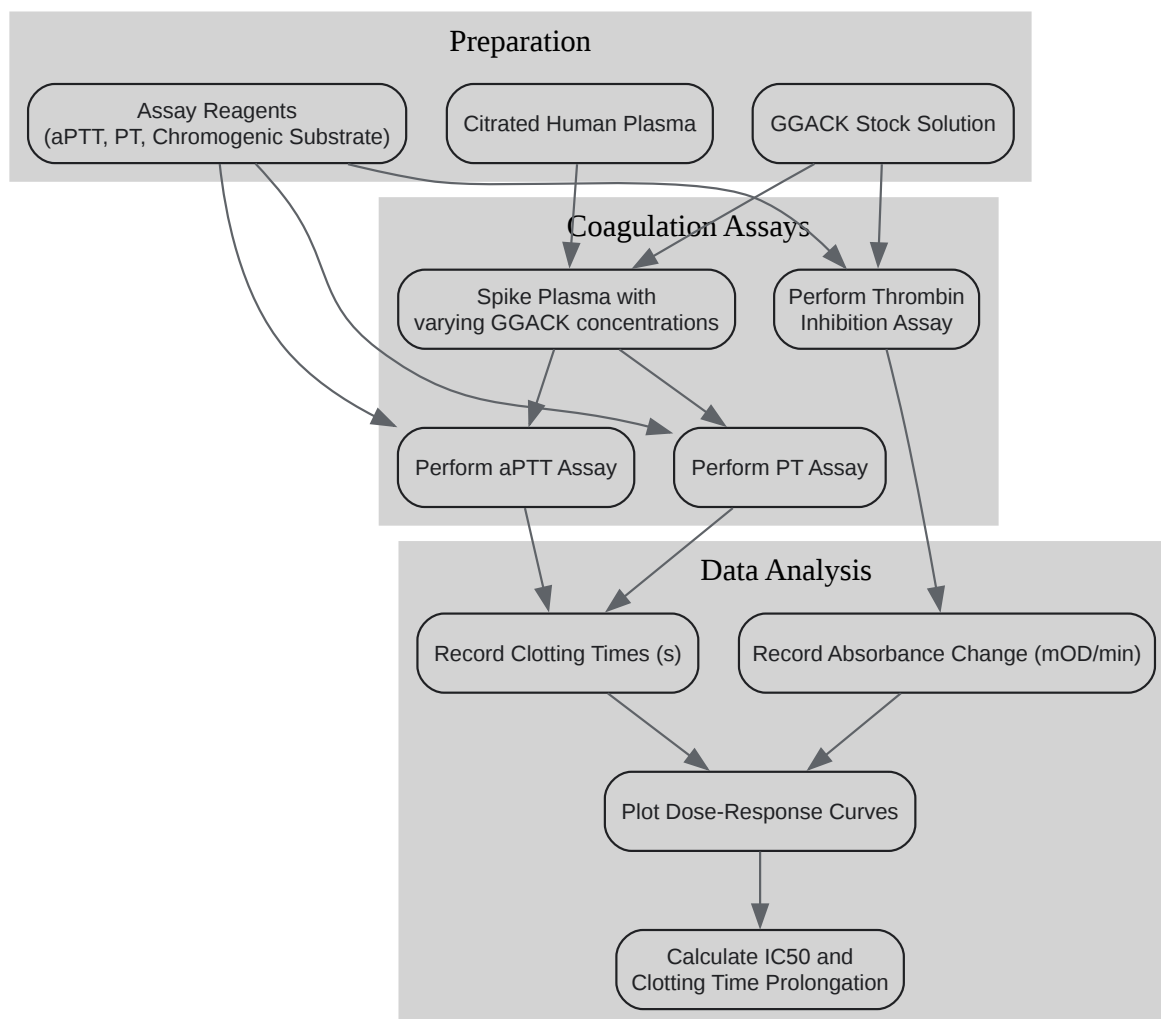 Preparation
Assay Reagents
(aPTT, PT, Chromogenic Substrate)
Citrated Human Plasma
GGACK Stock Solution
Coagulation Assays
Spike Plasma with
varying GGACK concentrations
Perform Thrombin
Inhibition Assay
Perform aPTT Assay
Perform PT Assay
Data Analysis
Record Clotting Times (s)
Record Absorbance Change (mOD/min)
Plot Dose-Response Curves
Calculate IC50 and
Clotting Time Prolongation